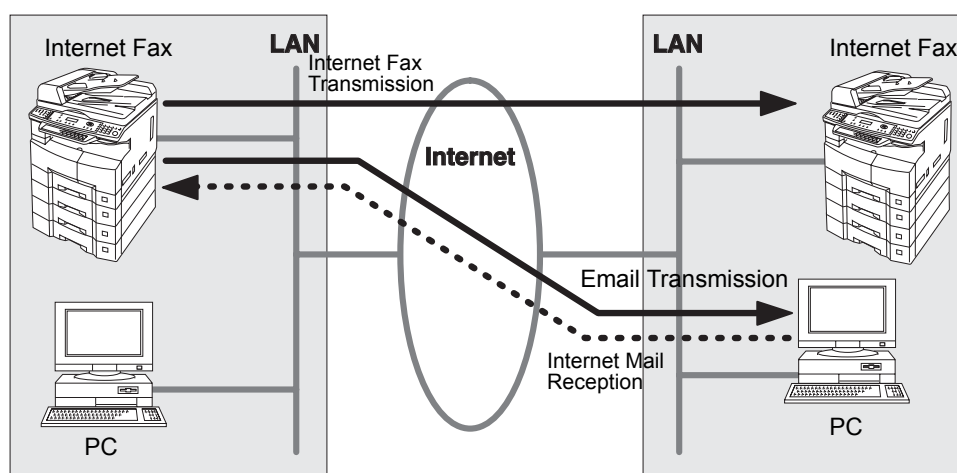 Internet Fax
LAN
Internet Fax
Transmission
LAN
Internet Fax
Internet
Email Transmission
Internet Mail
Reception
PC
PC